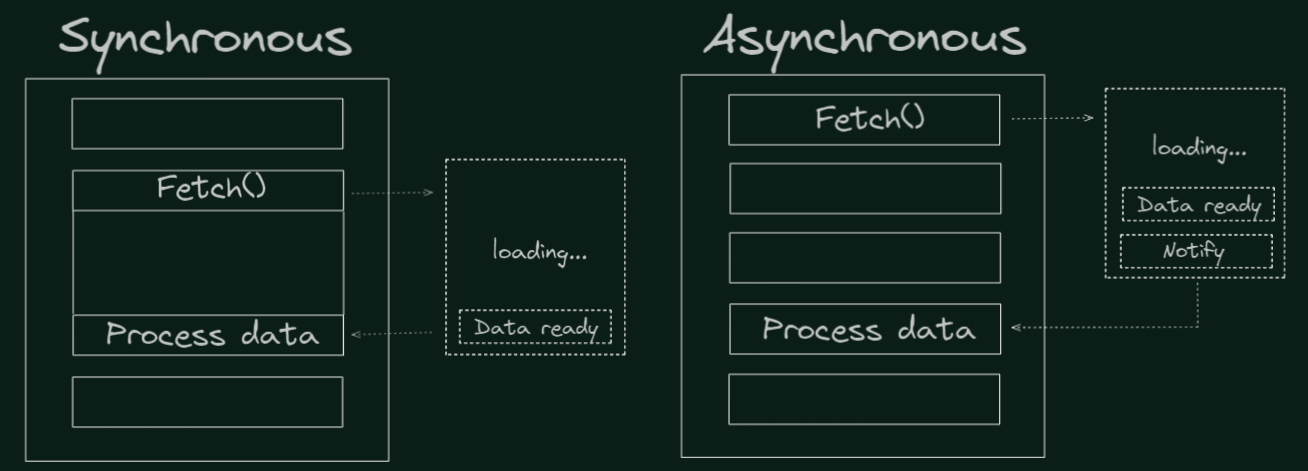 Synchronous
Fetch()
loading...
Data ready
Process data
Asynchronous
Fetch()
loading...
Data ready
Notify
Process data